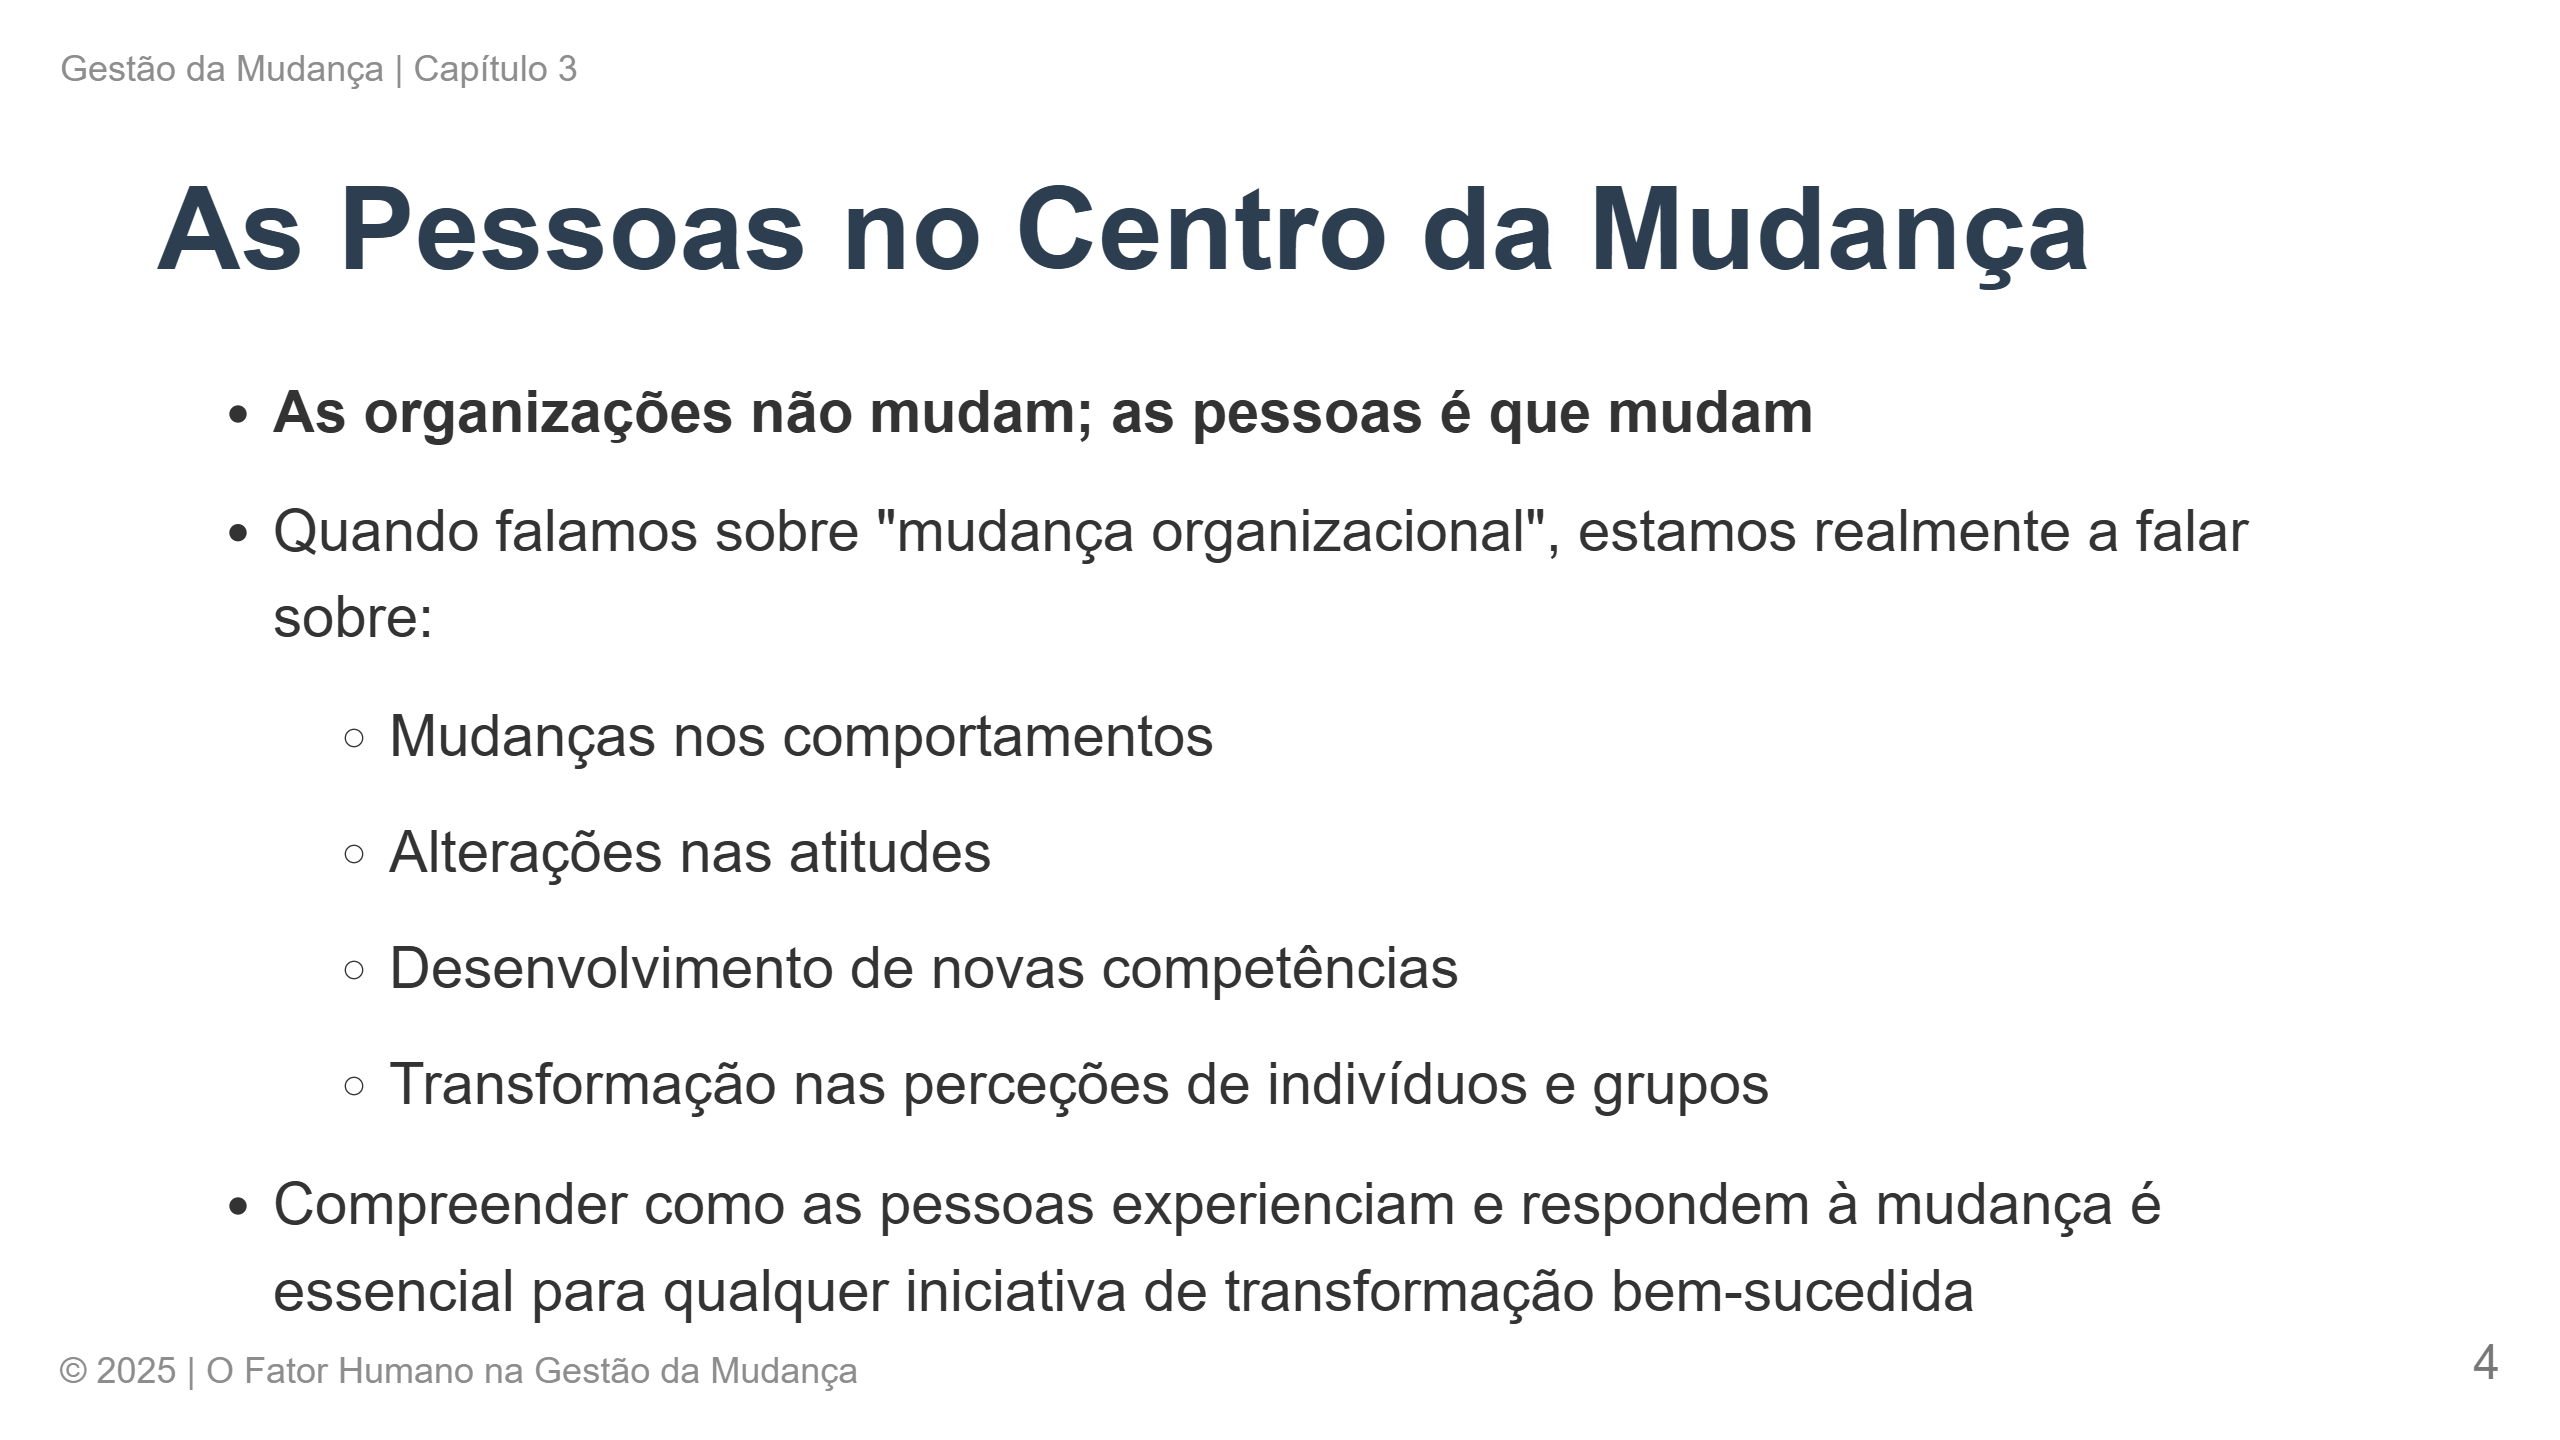 Gestão da Mudança | Capítulo 3
As Pessoas no Centro da Mudança
• As organizações não mudam; as pessoas é que mudam
• Quando falamos sobre "mudança organizacional", estamos realmente a falar
sobre:
○ Mudanças nos comportamentos
○ Alterações nas atitudes
○ Desenvolvimento de novas competências
○ Transformação nas perceções de indivíduos e grupos
• Compreender como as pessoas experienciam e respondem à mudança é
essencial para qualquer iniciativa de transformação bem-sucedida
© 2025 | O Fator Humano na Gestão da Mudança
4